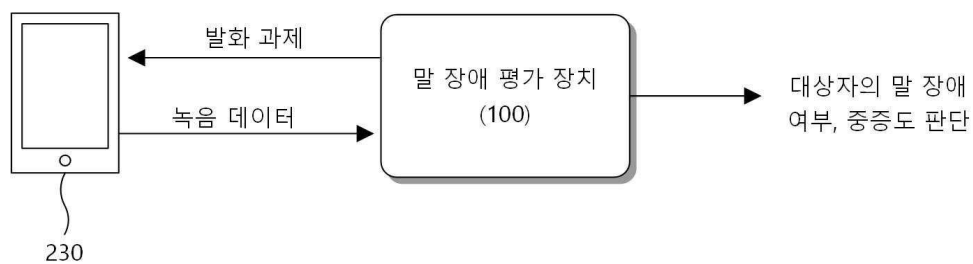 발화 과제
녹음 데이터
230
말 장애 평가 장치
(100)
대상자의 말 장애
여부, 중증도 판단